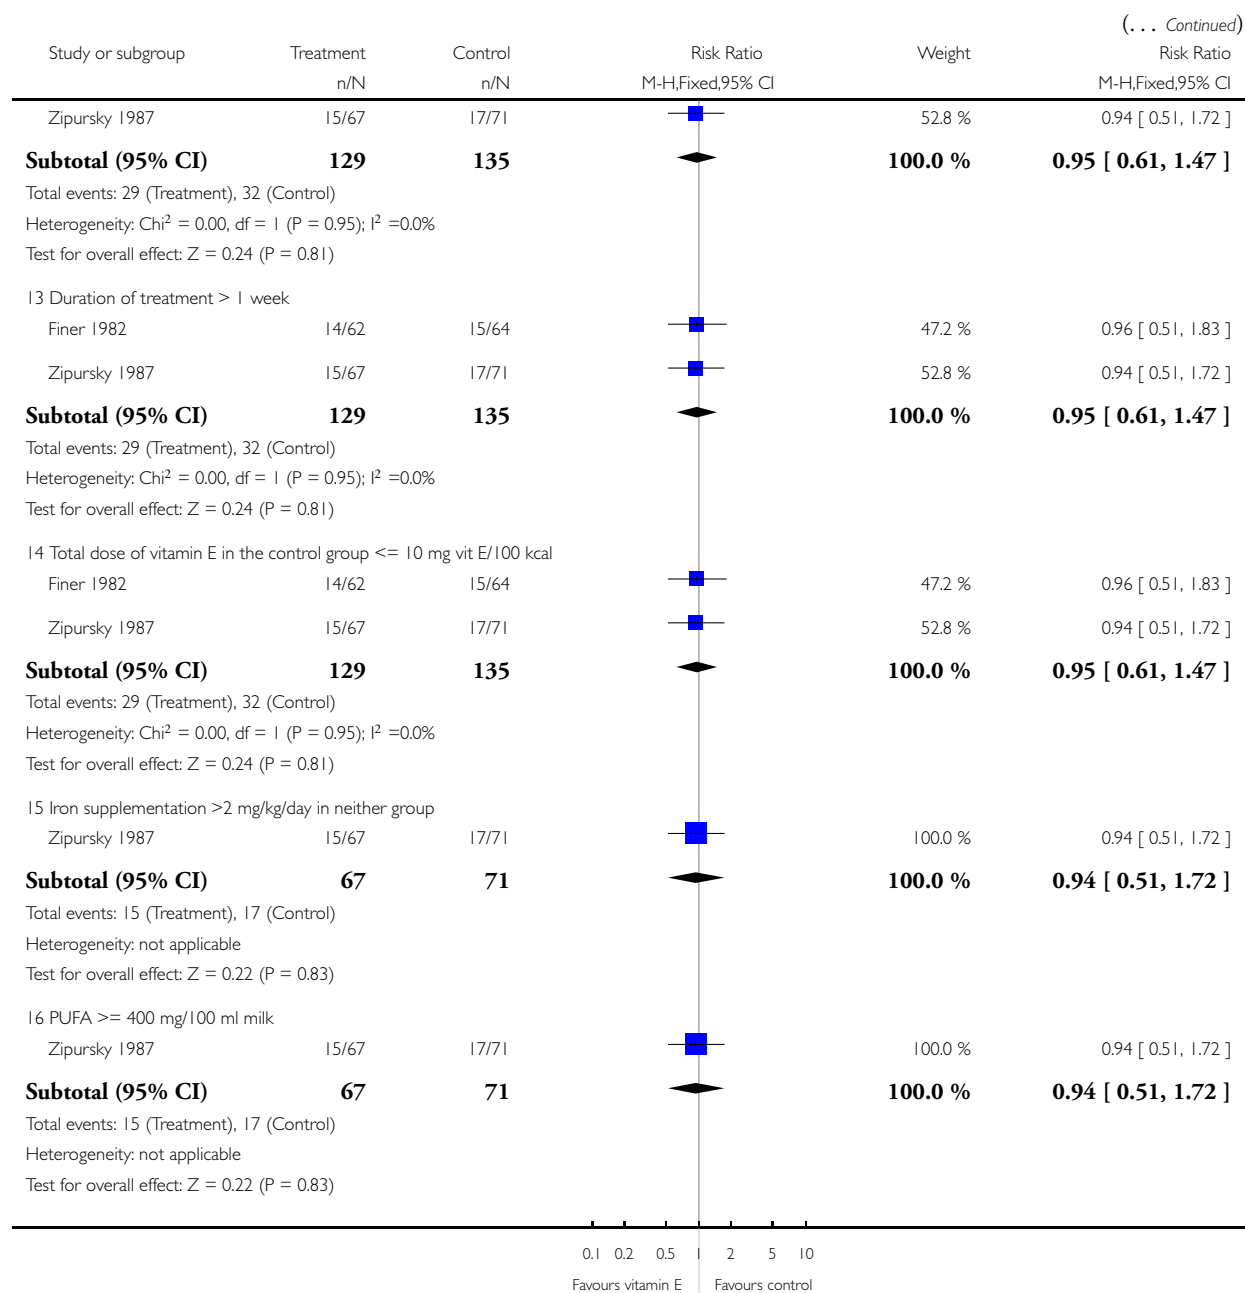 (... Continued)
Study or subgroup Treatment Control Risk Ratio Weight Risk Ratio
n/N n/N M-H,Fixed,95% CI M-H,Fixed,95% CI
Zipursky 1987 15/67 17/71 52.8 % 0.94 [ 0.51, 1.72 ]
Subtotal (95% CI) 129 135 100.0 % 0.95 [ 0.61, 1.47 ]
Total events: 29 (Treatment), 32 (Control)
Heterogeneity: Chi² = 0.00, df = 1 (P = 0.95); I² =0.0%
Test for overall effect: Z = 0.24 (P = 0.81)
13 Duration of treatment > 1 week
Finer 1982 14/62 15/64 47.2 % 0.96 [ 0.51, 1.83 ]
Zipursky 1987 15/67 17/71 52.8 % 0.94 [ 0.51, 1.72 ]
Subtotal (95% CI) 129 135 100.0 % 0.95 [ 0.61, 1.47 ]
Total events: 29 (Treatment), 32 (Control)
Heterogeneity: Chi² = 0.00, df = 1 (P = 0.95); I² =0.0%
Test for overall effect: Z = 0.24 (P = 0.81)
14 Total dose of vitamin E in the control group <= 10 mg vit E/100 kcal
Finer 1982 14/62 15/64 47.2 % 0.96 [ 0.51, 1.83 ]
Zipursky 1987 15/67 17/71 52.8 % 0.94 [ 0.51, 1.72 ]
Subtotal (95% CI) 129 135 100.0 % 0.95 [ 0.61, 1.47 ]
Total events: 29 (Treatment), 32 (Control)
Heterogeneity: Chi² = 0.00, df = 1 (P = 0.95); I² =0.0%
Test for overall effect: Z = 0.24 (P = 0.81)
15 Iron supplementation >2 mg/kg/day in neither group
Zipursky 1987 15/67 17/71 100.0 % 0.94 [ 0.51, 1.72 ]
Subtotal (95% CI) 67 71 100.0 % 0.94 [ 0.51, 1.72 ]
Total events: 15 (Treatment), 17 (Control)
Heterogeneity: not applicable
Test for overall effect: Z = 0.22 (P = 0.83)
16 PUFA >= 400 mg/100 ml milk
Zipursky 1987 15/67 17/71 100.0 % 0.94 [ 0.51, 1.72 ]
Subtotal (95% CI) 67 71 100.0 % 0.94 [ 0.51, 1.72 ]
Total events: 15 (Treatment), 17 (Control)
Heterogeneity: not applicable
Test for overall effect: Z = 0.22 (P = 0.83)
0.1 0.2 0.5 1 2 5 10
Favours vitamin E Favours control